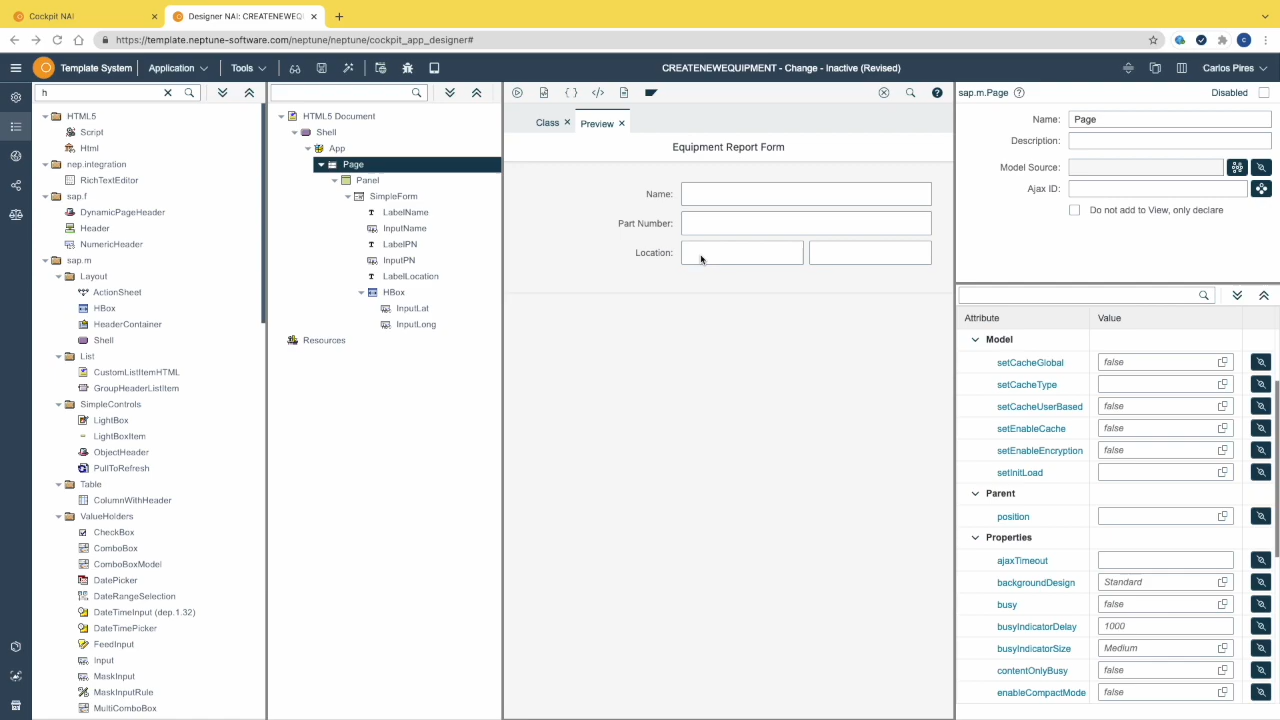 Cockpit NAI
Designer NAI: CREATENEWEQU
https://template.neptune-software.com/neptune/neptune/cockpit_app_designer#
C
Template System
Application
Tools
CREATENEWEQUIPMENT - Change - Inactive (Revised)
Carlos Pires
h
HTML5
Script
Html
nep.integration
RichTextEditor
sap.f
DynamicPageHeader
Header
NumericHeader
sap.m
Layout
ActionSheet
HBox
HeaderContainer
Shell
List
CustomListItemHTML
GroupHeaderListItem
SimpleControls
LightBox
LightBoxItem
ObjectHeader
PullToRefresh
Table
ColumnWithHeader
ValueHolders
CheckBox
ComboBox
ComboBoxModel
DatePicker
DateRangeSelection
DateTimeInput (dep.1.32)
DateTimePicker
FeedInput
Input
MaskInput
MaskInputRule
MultiComboBox
HTML5 Document
Shell
App
Page
Panel
SimpleForm
LabelName
InputName
LabelPN
InputPN
LabelLocation
HBox
InputLat
InputLong
Resources
Class
Preview
Equipment Report Form
Name:
Part Number:
Location:
sap.m.Page
Disabled
Name: Page
Description:
Model Source:
Ajax ID:
Do not add to View, only declare
Attribute Value
Model
setCacheGlobal false
setCacheType
setCacheUserBased false
setEnableCache false
setEnableEncryption false
setInitLoad
Parent
position
Properties
ajaxTimeout
backgroundDesign Standard
busy false
busyIndicatorDelay 1000
busyIndicatorSize Medium
contentOnlyBusy false
enableCompactMode false